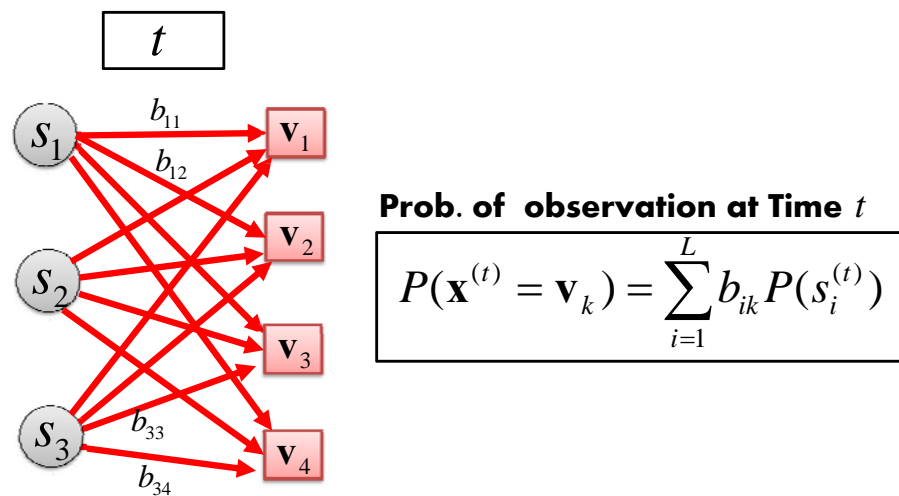 t
s₁
b₁₁
v₁
b₁₂
s₂
v₂
v₃
s₃
b₃₃
v₄
b₃₄
Prob. of observation at Time t
P(x⁽ᵗ⁾ = vₖ) = ∑ᵢ₌₁ᴸ bᵢₖ P(sᵢ⁽ᵗ⁾)